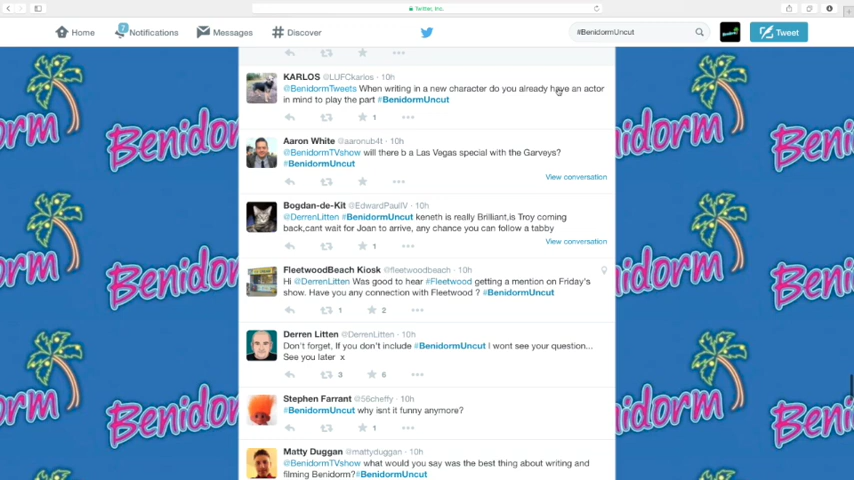 Twitter, Inc.
Home
7
Notifications
Messages
Discover
#BenidormUncut
Tweet
KARLOS @LUFCkarlos · 10h
@BenidormTweets When writing in a new character do you already have an actor
in mind to play the part #BenidormUncut
1
Aaron White @aaronub4t · 10h
@BenidormTVshow will there b a Las Vegas special with the Garveys?
#BenidormUncut
View conversation
Bogdan-de-Kit @EdwardPaulIV · 10h
@DerrenLitten #BenidormUncut keneth is really Brilliant,is Troy coming
back,cant wait for Joan to arrive, any chance you can follow a tabby
1
View conversation
FleetwoodBeach Kiosk @fleetwoodbeach · 10h
Hi @DerrenLitten Was good to hear #Fleetwood getting a mention on Friday's
show. Have you any connection with Fleetwood ? #BenidormUncut
1 2
Derren Litten @DerrenLitten · 10h
Don't forget, If you don't include #BenidormUncut I wont see your question...
See you later x
3 6
Stephen Farrant @56cheffy · 10h
#BenidormUncut why isnt it funny anymore?
1
Matty Duggan @mattyduggan · 10h
@BenidormTVshow what would you say was the best thing about writing and
filming Benidorm?#BenidormUncut
Benidorm
Benidorm
Benidorm